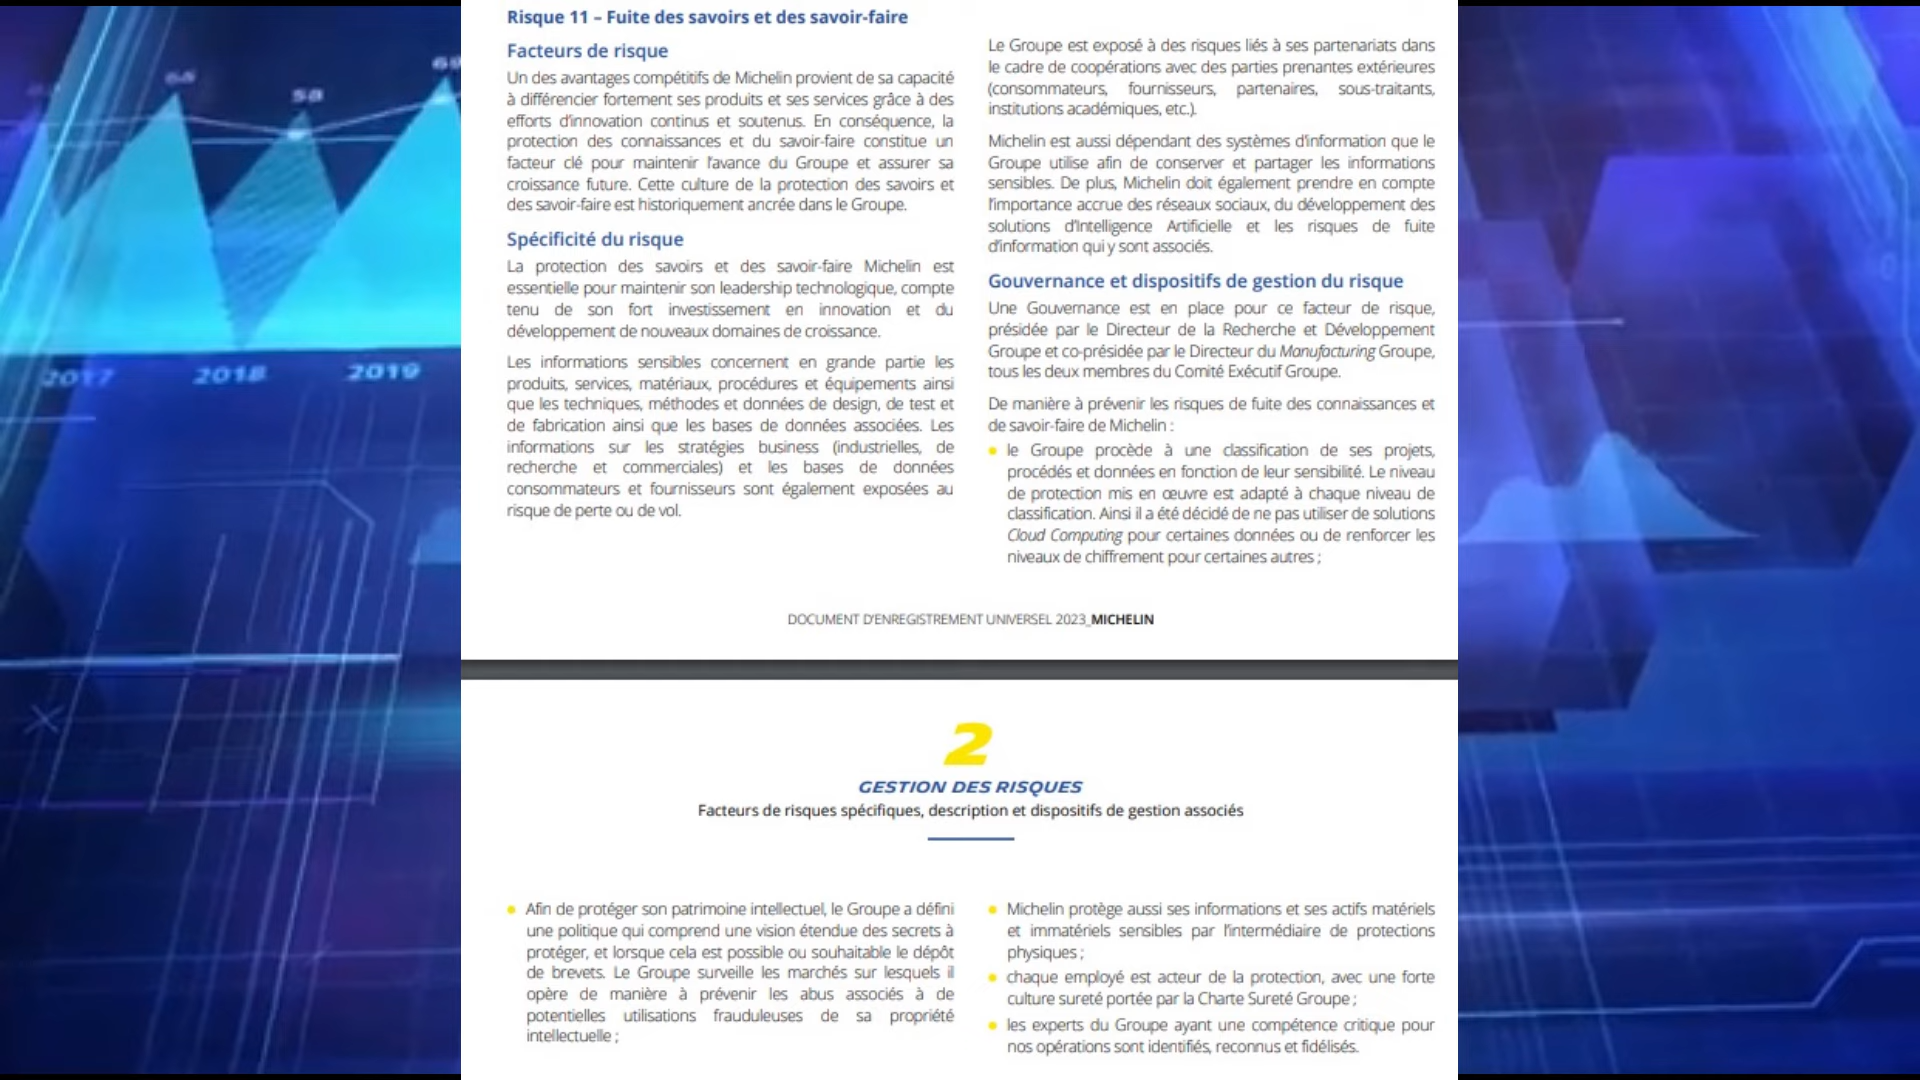 Risque 11 – Fuite des savoirs et des savoir-faire
Facteurs de risque
Un des avantages compétitifs de Michelin provient de sa capacité
à différencier fortement ses produits et ses services grâce à des
efforts d'innovation continus et soutenus. En conséquence, la
protection des connaissances et du savoir-faire constitue un
facteur clé pour maintenir l'avance du Groupe et assurer sa
croissance future. Cette culture de la protection des savoirs et
des savoir-faire est historiquement ancrée dans le Groupe.
Spécificité du risque
La protection des savoirs et des savoir-faire Michelin est
essentielle pour maintenir son leadership technologique, compte
tenu de son fort investissement en innovation et du
développement de nouveaux domaines de croissance.
Les informations sensibles concernent en grande partie les
produits, services, matériaux, procédures et équipements ainsi
que les techniques, méthodes et données de design, de test et
de fabrication ainsi que les bases de données associées. Les
informations sur les stratégies business (industrielles, de
recherche et commerciales) et les bases de données
consommateurs et fournisseurs sont également exposées au
risque de perte ou de vol.
Le Groupe est exposé à des risques liés à ses partenariats dans
le cadre de coopérations avec des parties prenantes extérieures
(consommateurs, fournisseurs, partenaires, sous-traitants,
institutions académiques, etc.).
Michelin est aussi dépendant des systèmes d'information que le
Groupe utilise afin de conserver et partager les informations
sensibles. De plus, Michelin doit également prendre en compte
l'importance accrue des réseaux sociaux, du développement des
solutions d'Intelligence Artificielle et les risques de fuite
d'information qui y sont associés.
Gouvernance et dispositifs de gestion du risque
Une Gouvernance est en place pour ce facteur de risque,
présidée par le Directeur de la Recherche et Développement
Groupe et co-présidée par le Directeur du Manufacturing Groupe,
tous les deux membres du Comité Exécutif Groupe.
De manière à prévenir les risques de fuite des connaissances et
de savoir-faire de Michelin :
● le Groupe procède à une classification de ses projets,
procédés et données en fonction de leur sensibilité. Le niveau
de protection mis en œuvre est adapté à chaque niveau de
classification. Ainsi il a été décidé de ne pas utiliser de solutions
Cloud Computing pour certaines données ou de renforcer les
niveaux de chiffrement pour certaines autres ;
DOCUMENT D'ENREGISTREMENT UNIVERSEL 2023_MICHELIN
2
GESTION DES RISQUES
Facteurs de risques spécifiques, description et dispositifs de gestion associés
● Afin de protéger son patrimoine intellectuel, le Groupe a défini
une politique qui comprend une vision étendue des secrets à
protéger, et lorsque cela est possible ou souhaitable le dépôt
de brevets. Le Groupe surveille les marchés sur lesquels il
opère de manière à prévenir les abus associés à de
potentielles utilisations frauduleuses de sa propriété
intellectuelle ;
● Michelin protège aussi ses informations et ses actifs matériels
et immatériels sensibles par l'intermédiaire de protections
physiques ;
● chaque employé est acteur de la protection, avec une forte
culture sureté portée par la Charte Sureté Groupe ;
● les experts du Groupe ayant une compétence critique pour
nos opérations sont identifiés, reconnus et fidélisés.
58
2017 2018 2019